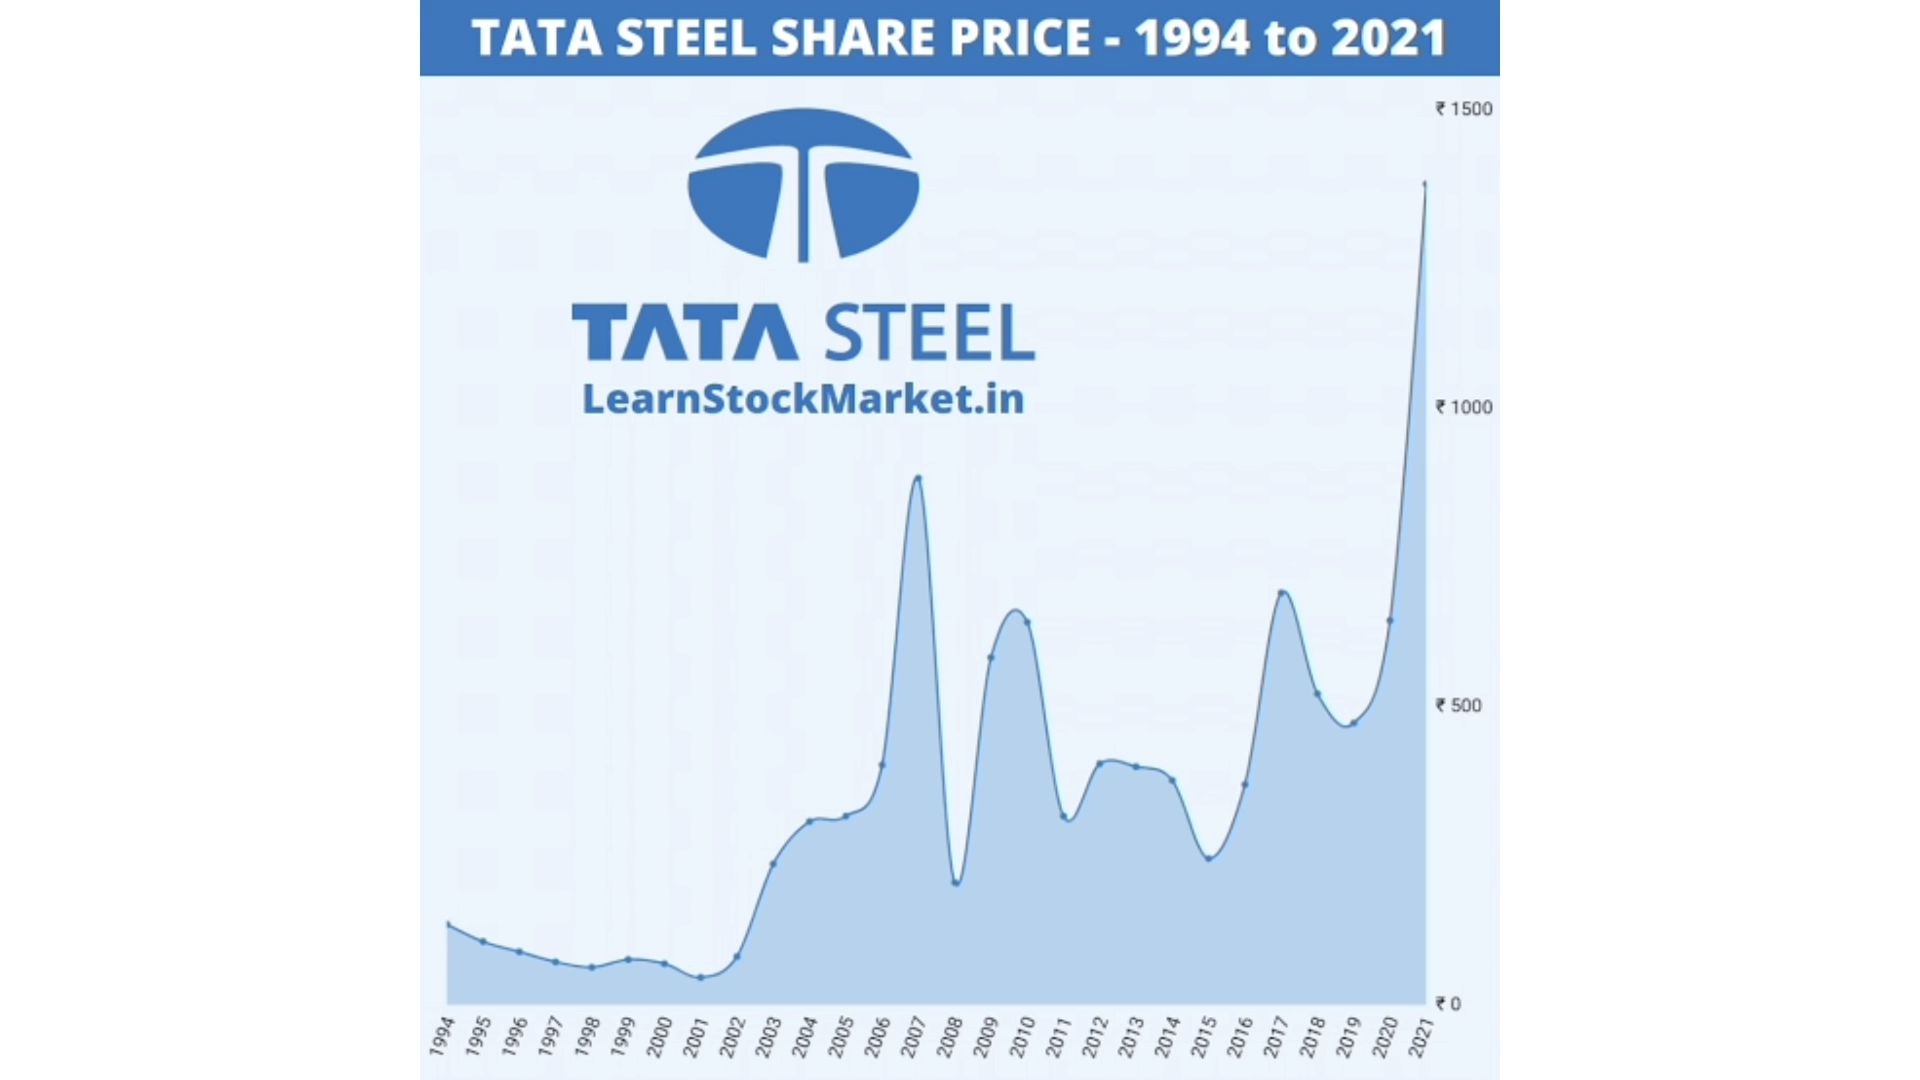 TATA STEEL SHARE PRICE - 1994 to 2021
TATA STEEL
LearnStockMarket.in
₹ 1500
₹ 1000
₹ 500
₹ 0
1994 1995 1996 1997 1998 1999 2000 2001 2002 2003 2004 2005 2006 2007 2008 2009 2010 2011 2012 2013 2014 2015 2016 2017 2018 2019 2020 2021